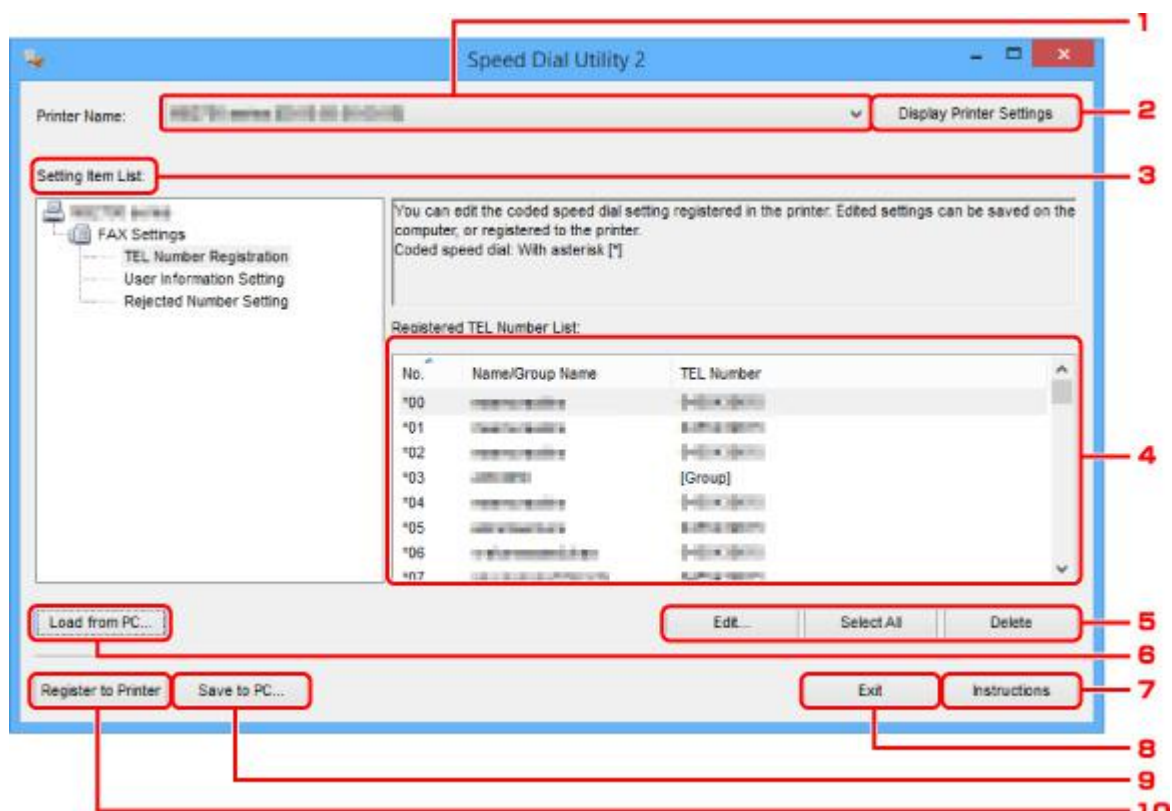 1
Speed Dial Utility 2
Printer Name:
Display Printer Settings
2
Setting Item List:
3
FAX Settings
TEL Number Registration
User Information Setting
Rejected Number Setting
You can edit the coded speed dial setting registered in the printer. Edited settings can be saved on the
computer, or registered to the printer.
Coded speed dial: With asterisk [*]
Registered TEL Number List:
No. Name/Group Name TEL Number
*00
*01
*02
*03 [Group]
*04
*05
*06
*07
4
Load from PC...
Edit... Select All Delete
5
6
Register to Printer Save to PC... Exit Instructions
7
8
9
10